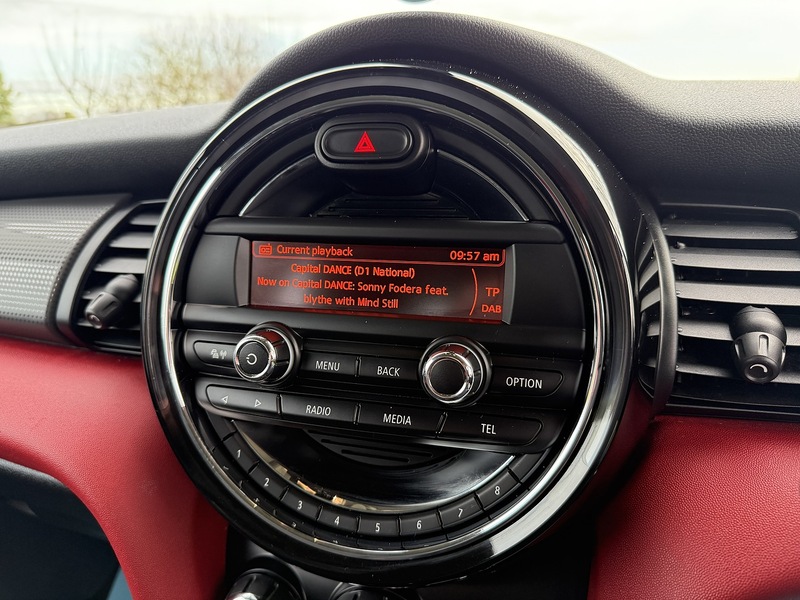 Current playback 09:57 am
Capital DANCE (D1 National)
Now on Capital DANCE: Sonny Fodera feat.
blythe with Mind Still
TP
DAB
MENU BACK OPTION
RADIO MEDIA TEL
1 2 3 4 5 6 7 8